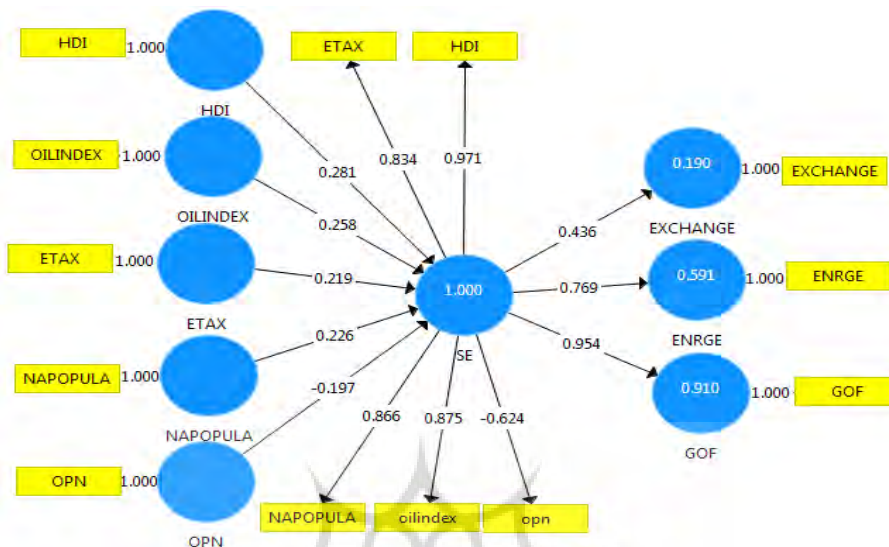 HDI 1.000
HDI
ETAX HDI
OILINDEX 1.000
OILINDEX
0.281
0.834
0.971
0.258
ETAX 1.000
ETAX
0.219
NAPOPULA 1.000
NAPOPULA
0.226
OPN 1.000
OPN
-0.197
1.000
SE
0.436
0.190
1.000 EXCHANGE
EXCHANGE
0.769
0.591
1.000 ENRGE
ENRGE
0.954
0.910
1.000 GOF
GOF
0.866
0.875
-0.624
NAPOPULA oilindex opn